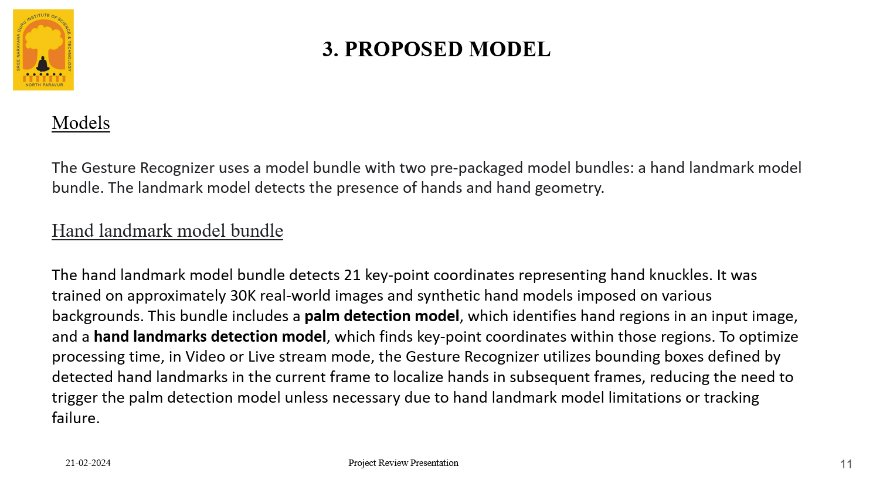 SREE NARAYANA GURU INSTITUTE OF SCIENCE & TECHNOLOGY
NORTH PARAVUR
3. PROPOSED MODEL
Models
The Gesture Recognizer uses a model bundle with two pre-packaged model bundles: a hand landmark model
bundle. The landmark model detects the presence of hands and hand geometry.
Hand landmark model bundle
The hand landmark model bundle detects 21 key-point coordinates representing hand knuckles. It was
trained on approximately 30K real-world images and synthetic hand models imposed on various
backgrounds. This bundle includes a palm detection model, which identifies hand regions in an input image,
and a hand landmarks detection model, which finds key-point coordinates within those regions. To optimize
processing time, in Video or Live stream mode, the Gesture Recognizer utilizes bounding boxes defined by
detected hand landmarks in the current frame to localize hands in subsequent frames, reducing the need to
trigger the palm detection model unless necessary due to hand landmark model limitations or tracking
failure.
21-02-2024
Project Review Presentation
11